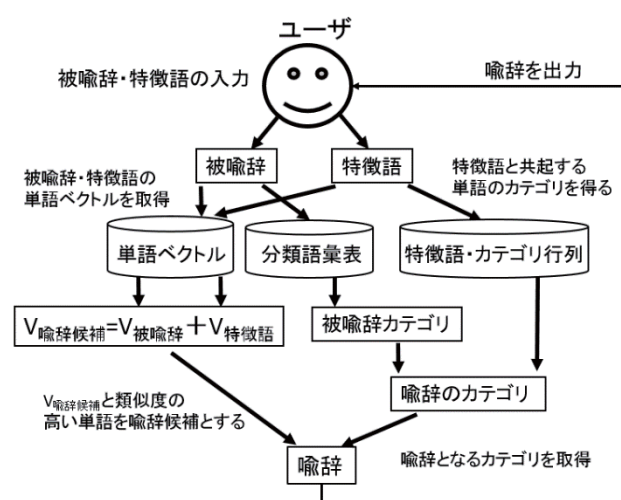 ユーザ
被喩辞・特徴語の入力
喩辞を出力
被喩辞
特徴語
被喩辞・特徴語の
単語ベクトルを取得
特徴語と共起する
単語のカテゴリを得る
単語ベクトル
分類語彙表
特徴語・カテゴリ行列
V喩辞候補=V被喩辞＋V特徴語
被喩辞カテゴリ
喩辞のカテゴリ
V喩辞候補と類似度の
高い単語を喩辞候補とする
喩辞
喩辞となるカテゴリを取得